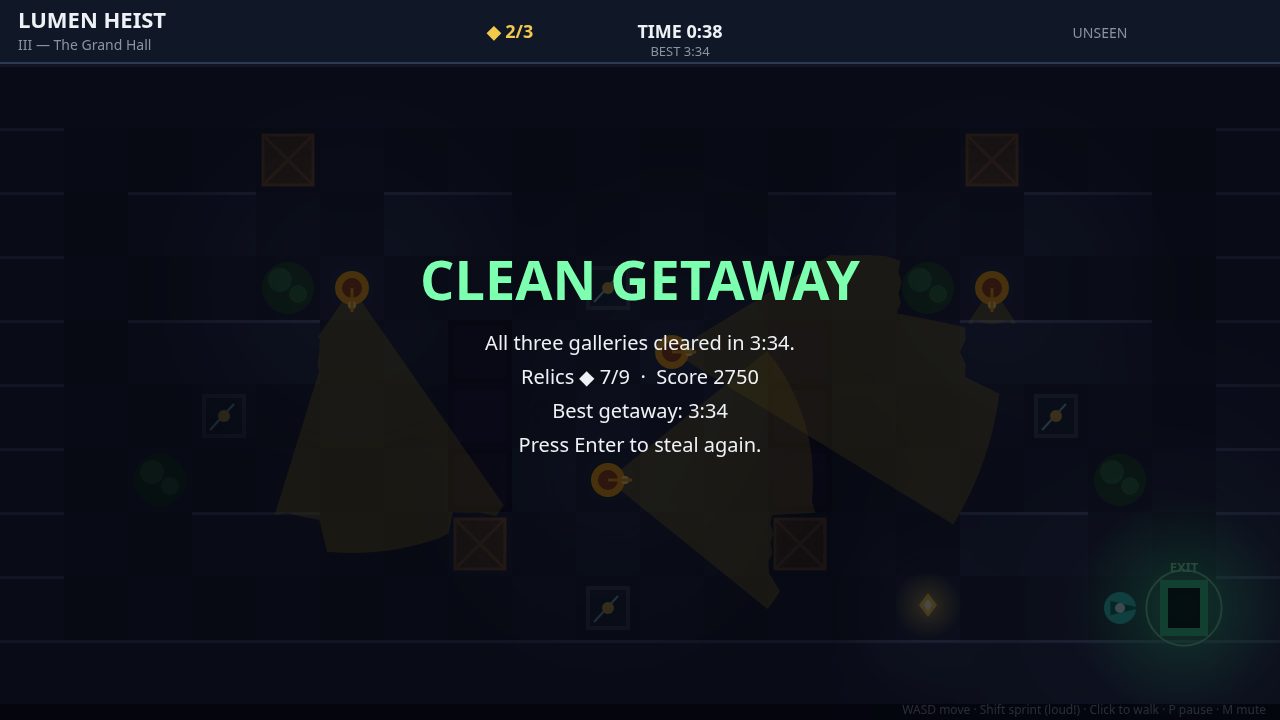 LUMEN HEIST
III — The Grand Hall
◆ 2/3
TIME 0:38
BEST 3:34
UNSEEN
CLEAN GETAWAY
All three galleries cleared in 3:34.
Relics ◆ 7/9 · Score 2750
Best getaway: 3:34
Press Enter to steal again.
EXIT
WASD move · Shift sprint (loud!) · Click to walk · P pause · M mute